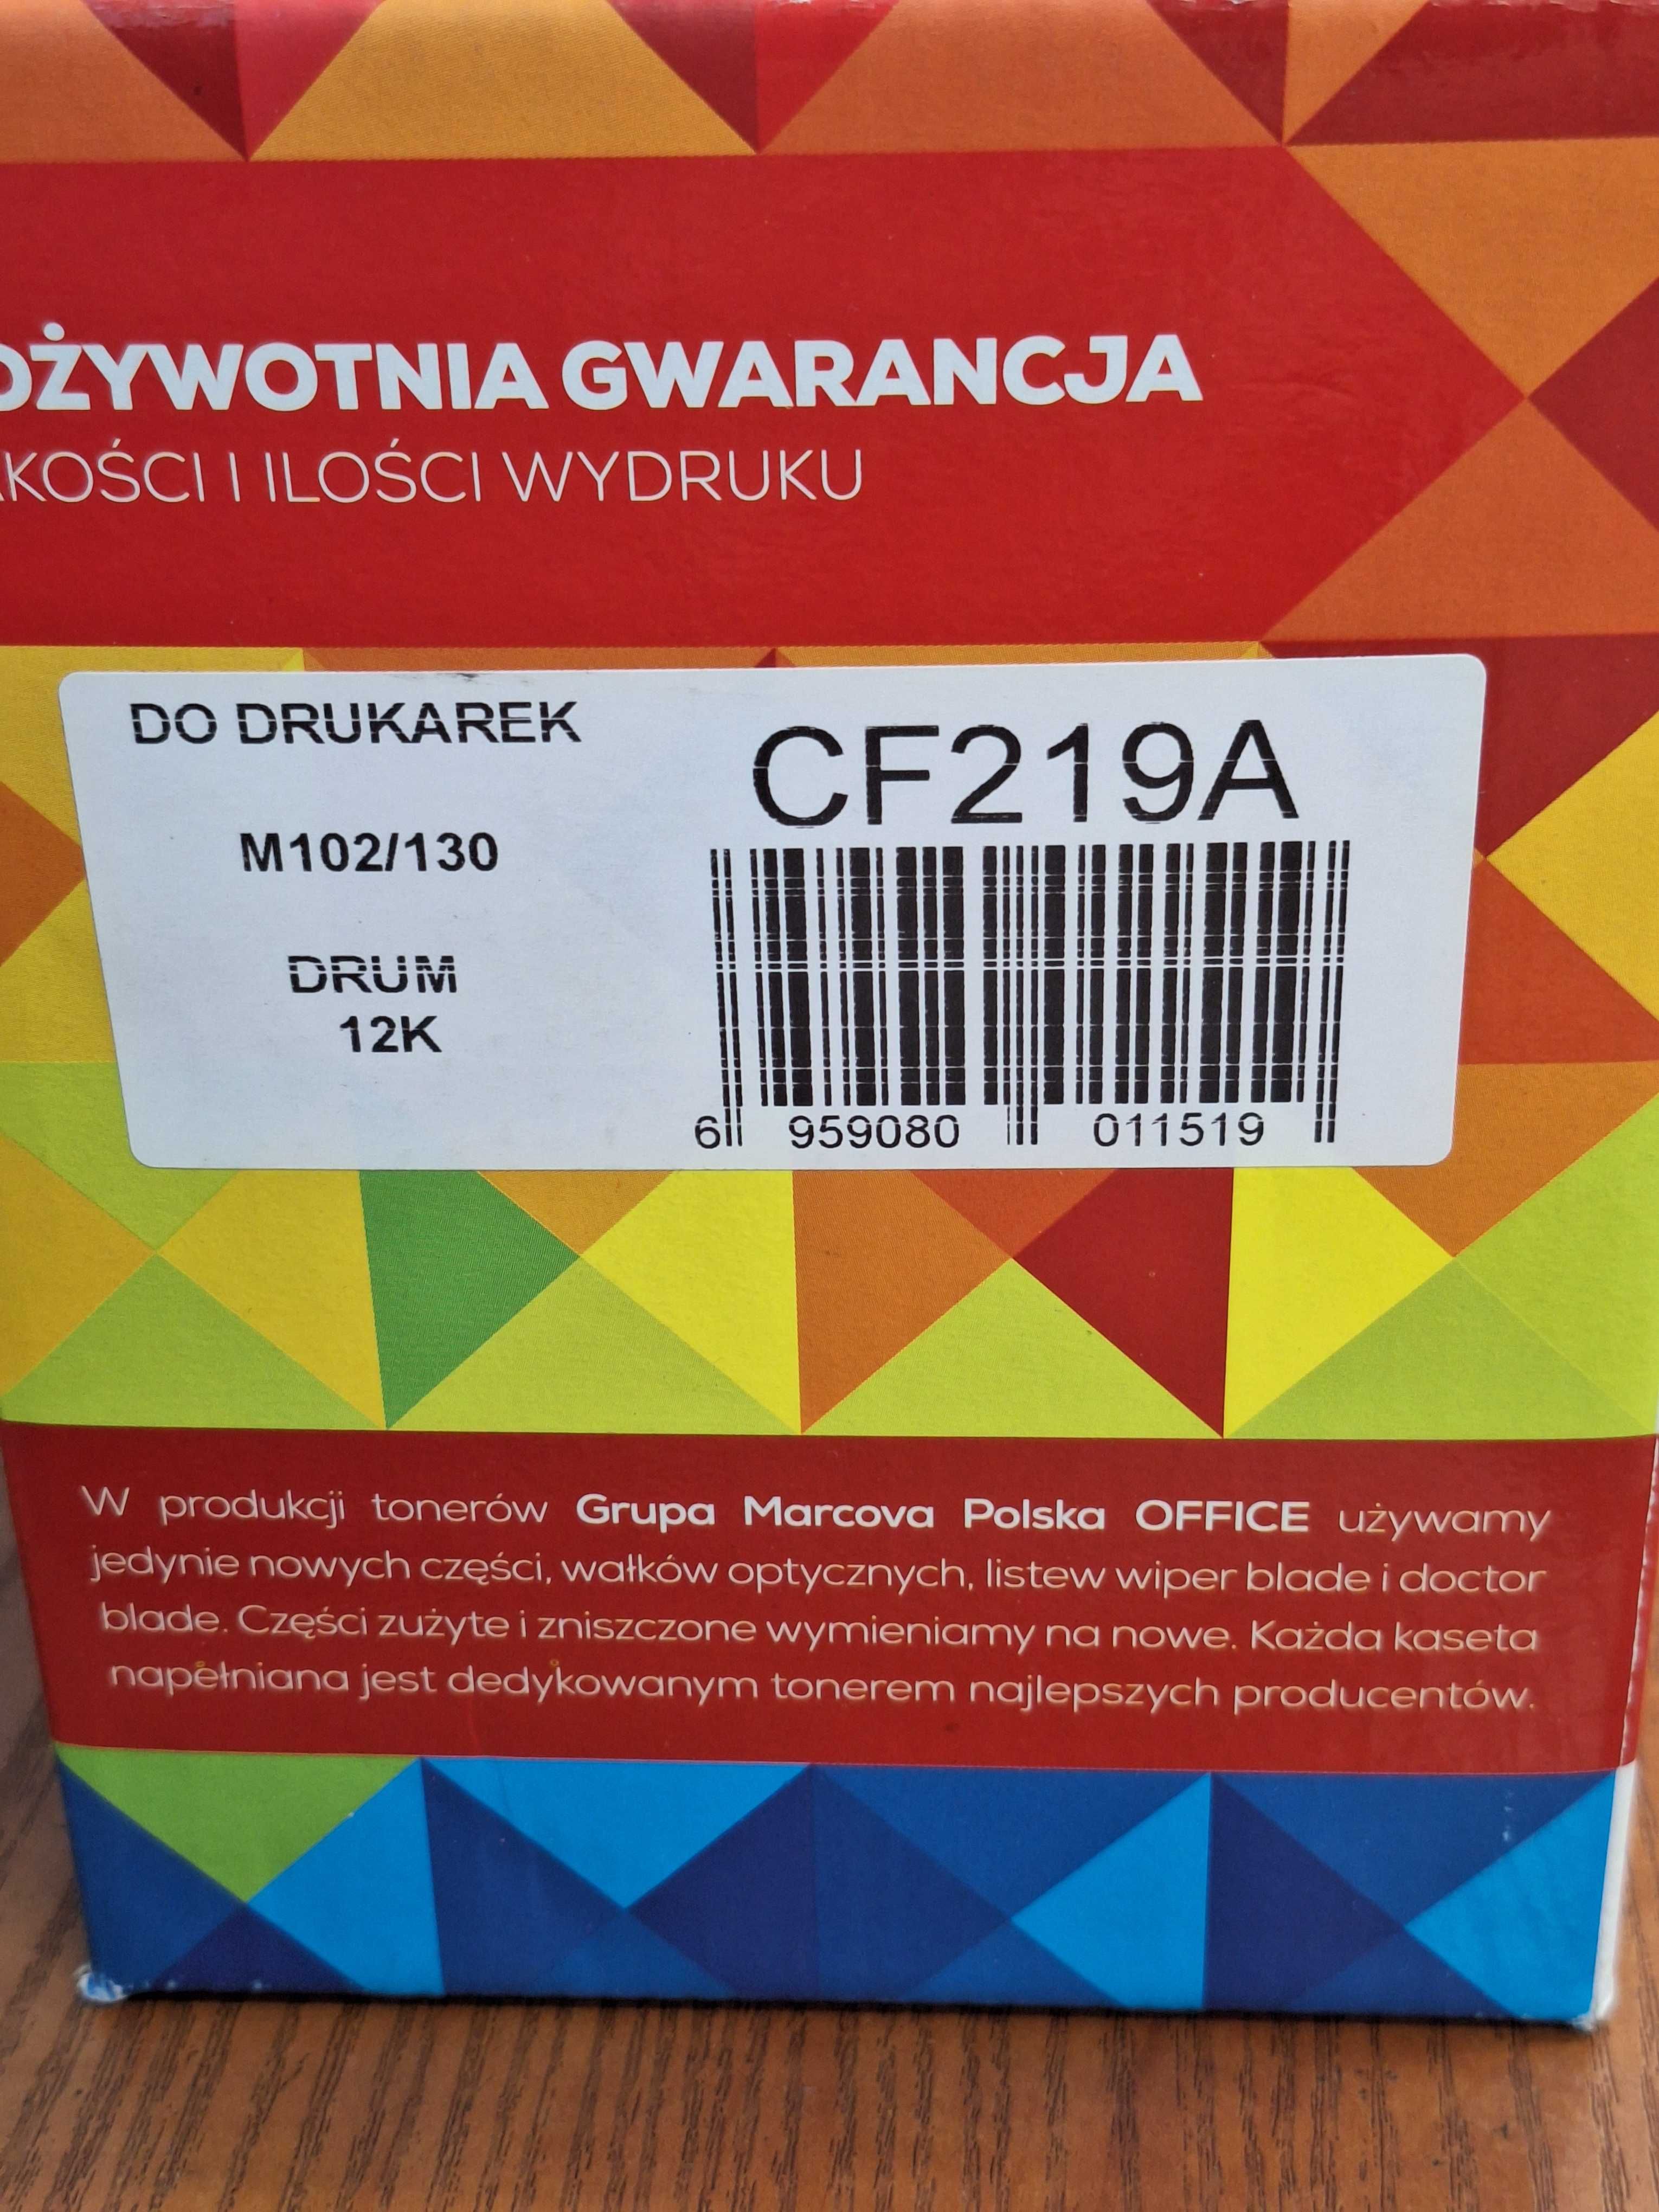 OŻYWOTNIA GWARANCJA
KOŚCI I ILOŚCI WYDRUKU
DO DRUKAREK
CF219A
M102/130
DRUM
12K
6 959080 011519
W produkcji tonerów Grupa Marcova Polska OFFICE używamy
jedynie nowych części, wałków optycznych, listew wiper blade i doctor
blade. Części zużyte i zniszczone wymieniamy na nowe. Każda kaseta
napełniana jest dedykowanym tonerem najlepszych producentów.